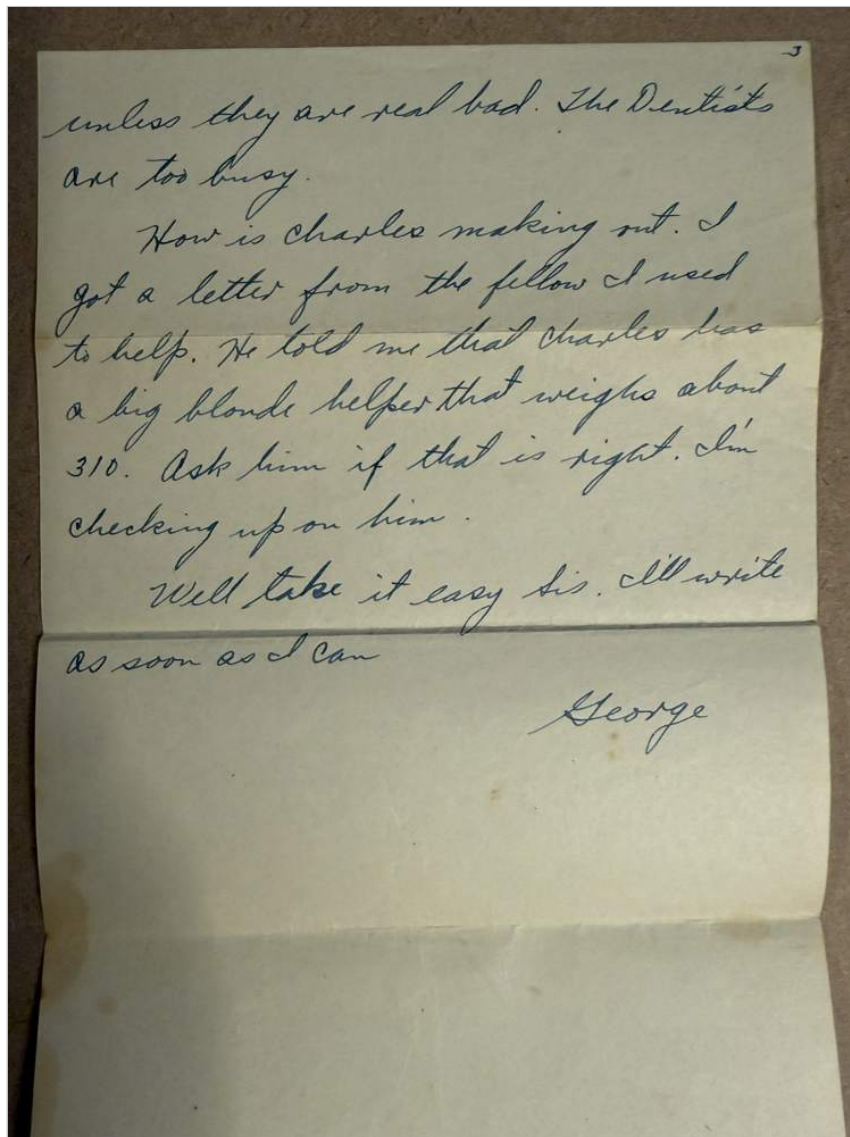 3
unless they are real bad. The Dentists
are too busy.
How is Charles making out. I
got a letter from the fellow I used
to help. He told me that Charles has
a big blonde helper that weighs about
310. Ask him if that is right. I'm
checking up on him.
Well take it easy Sis. I'll write
as soon as I can
George